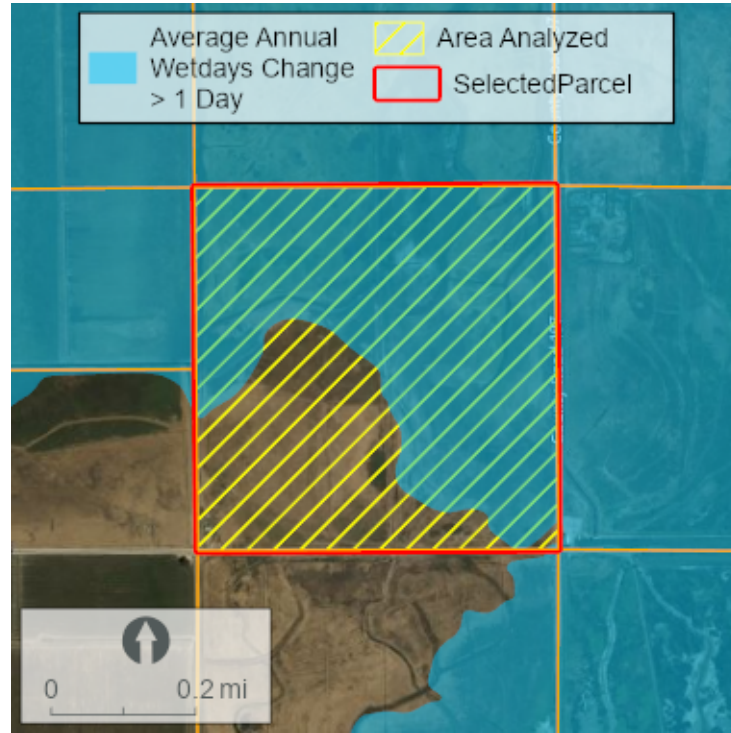 Average Annual
Wetdays Change
> 1 Day
Area Analyzed
SelectedParcel
0
0.2 mi